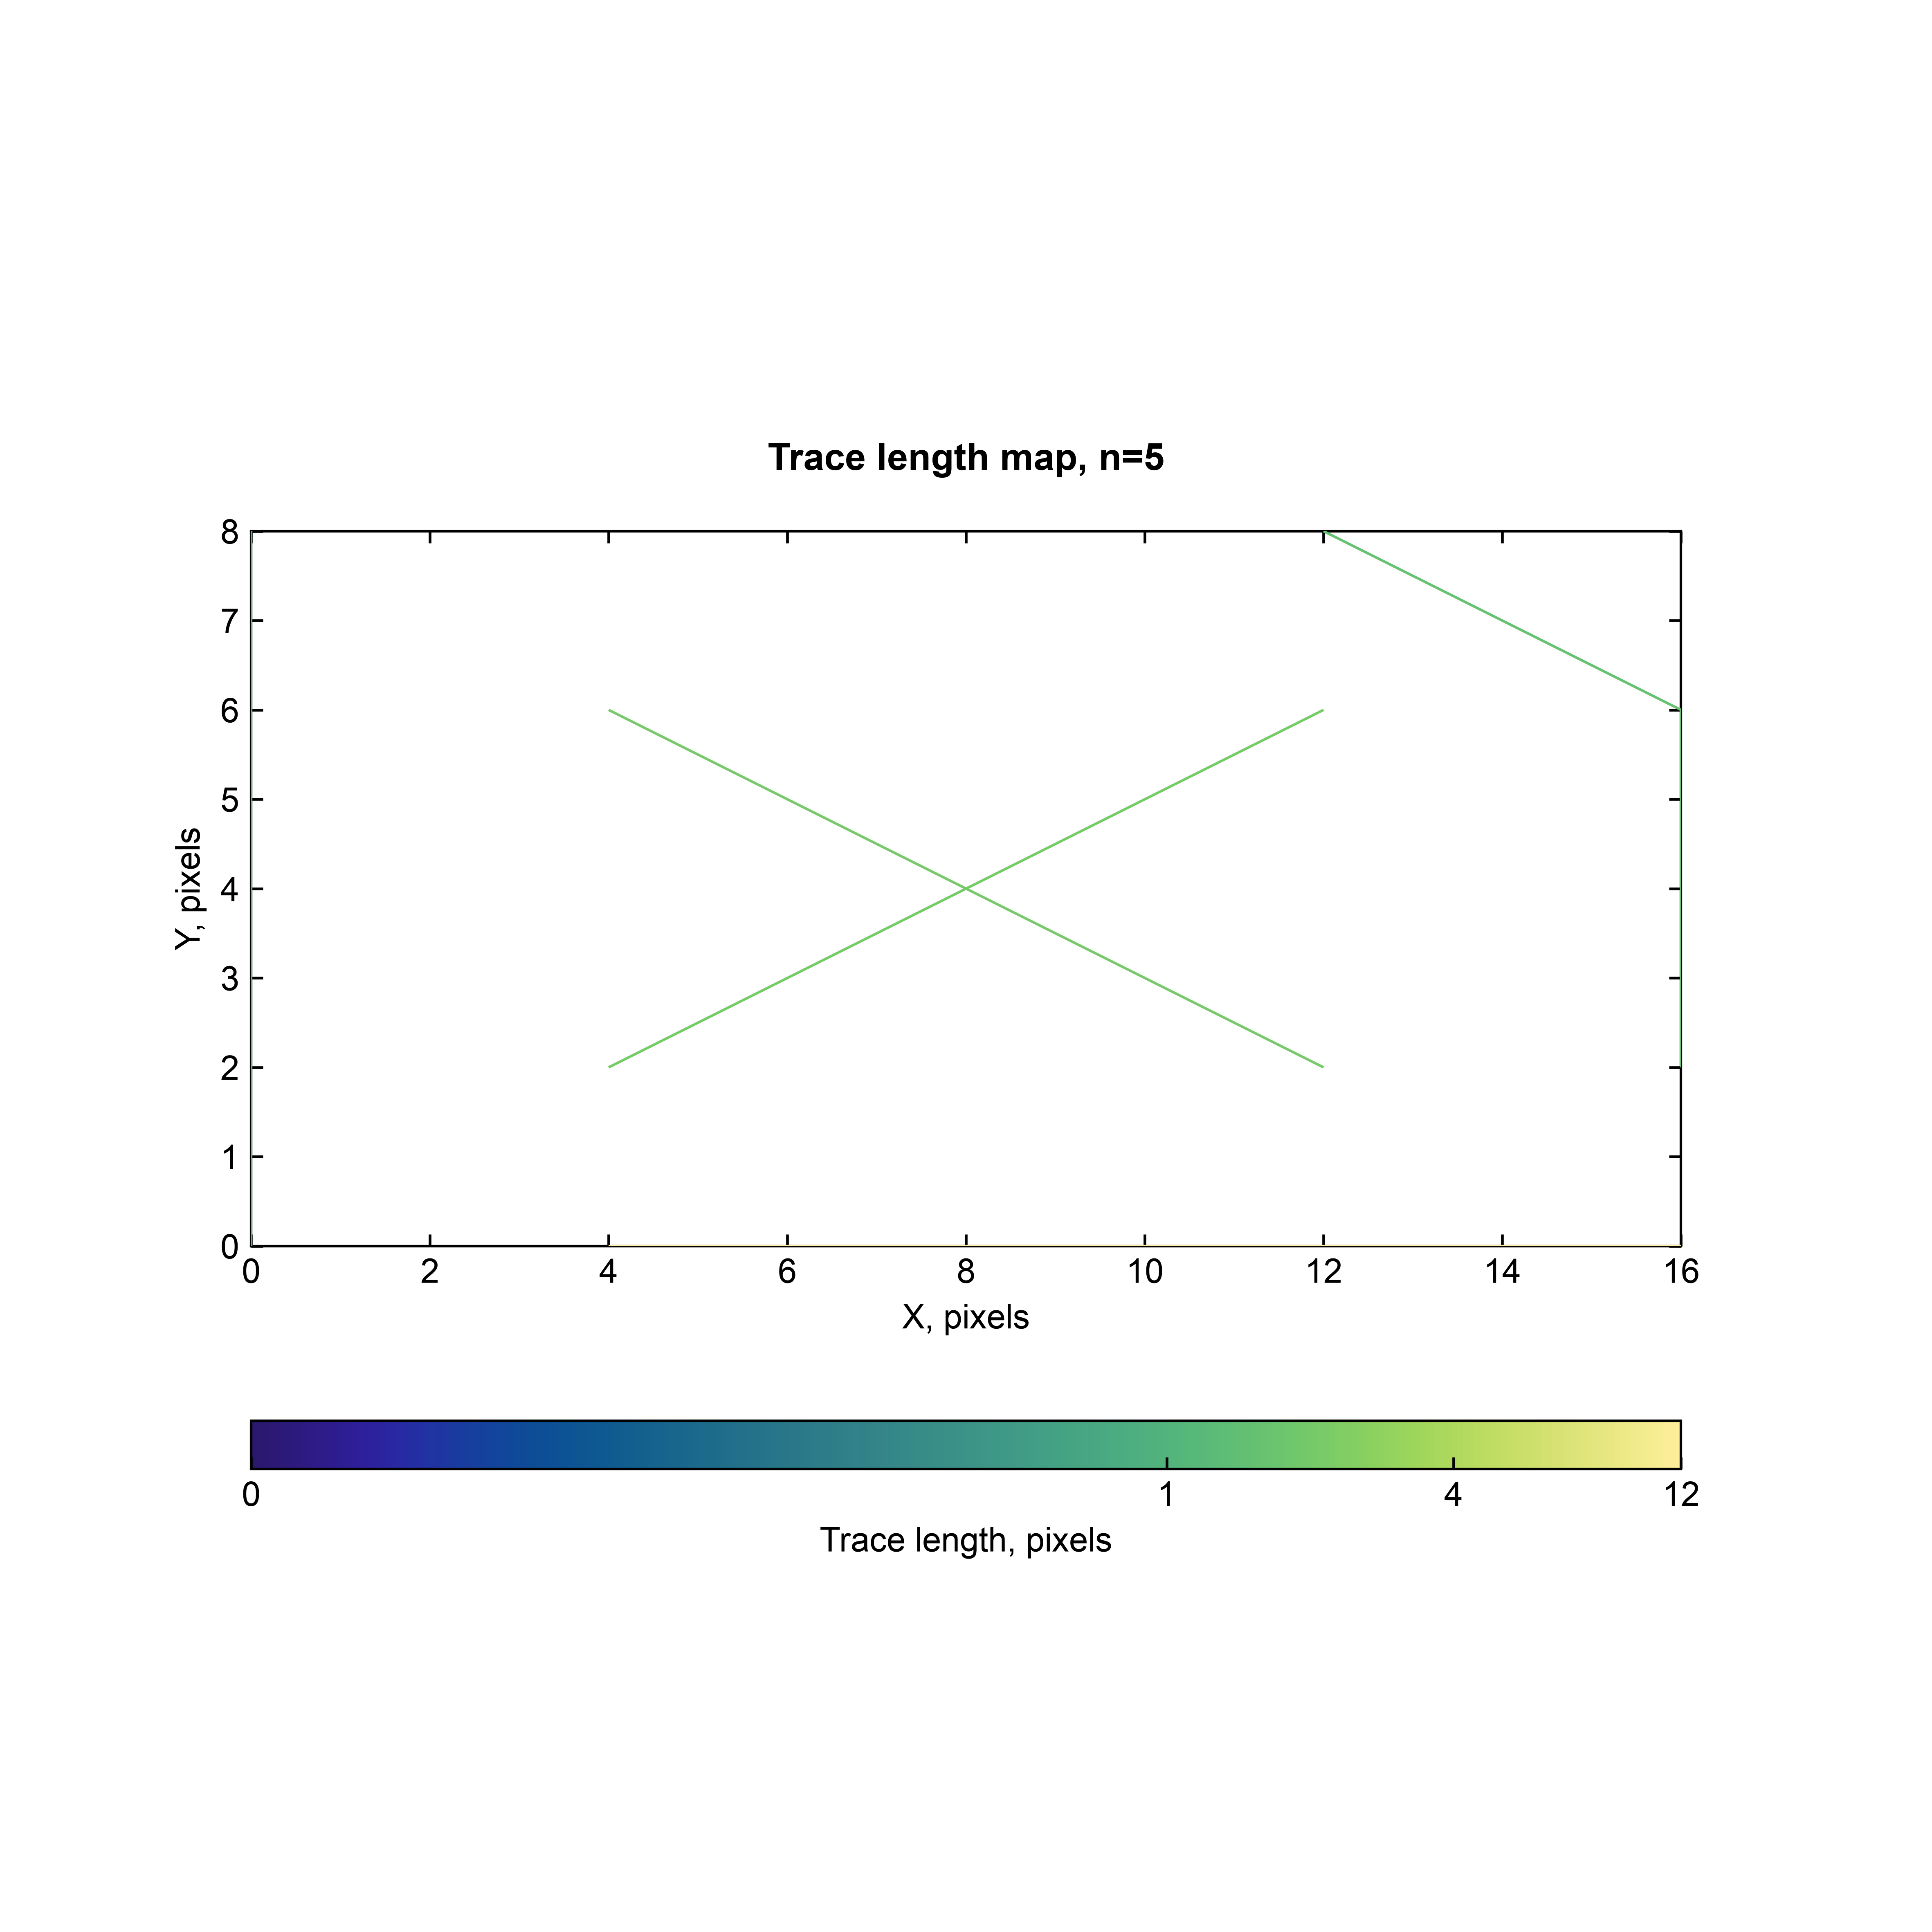 Trace length map, n=5
8
7
6
5
4
3
2
1
0
Y, pixels
0 2 4 6 8 10 12 14 16
X, pixels
0 1 4 12
Trace length, pixels